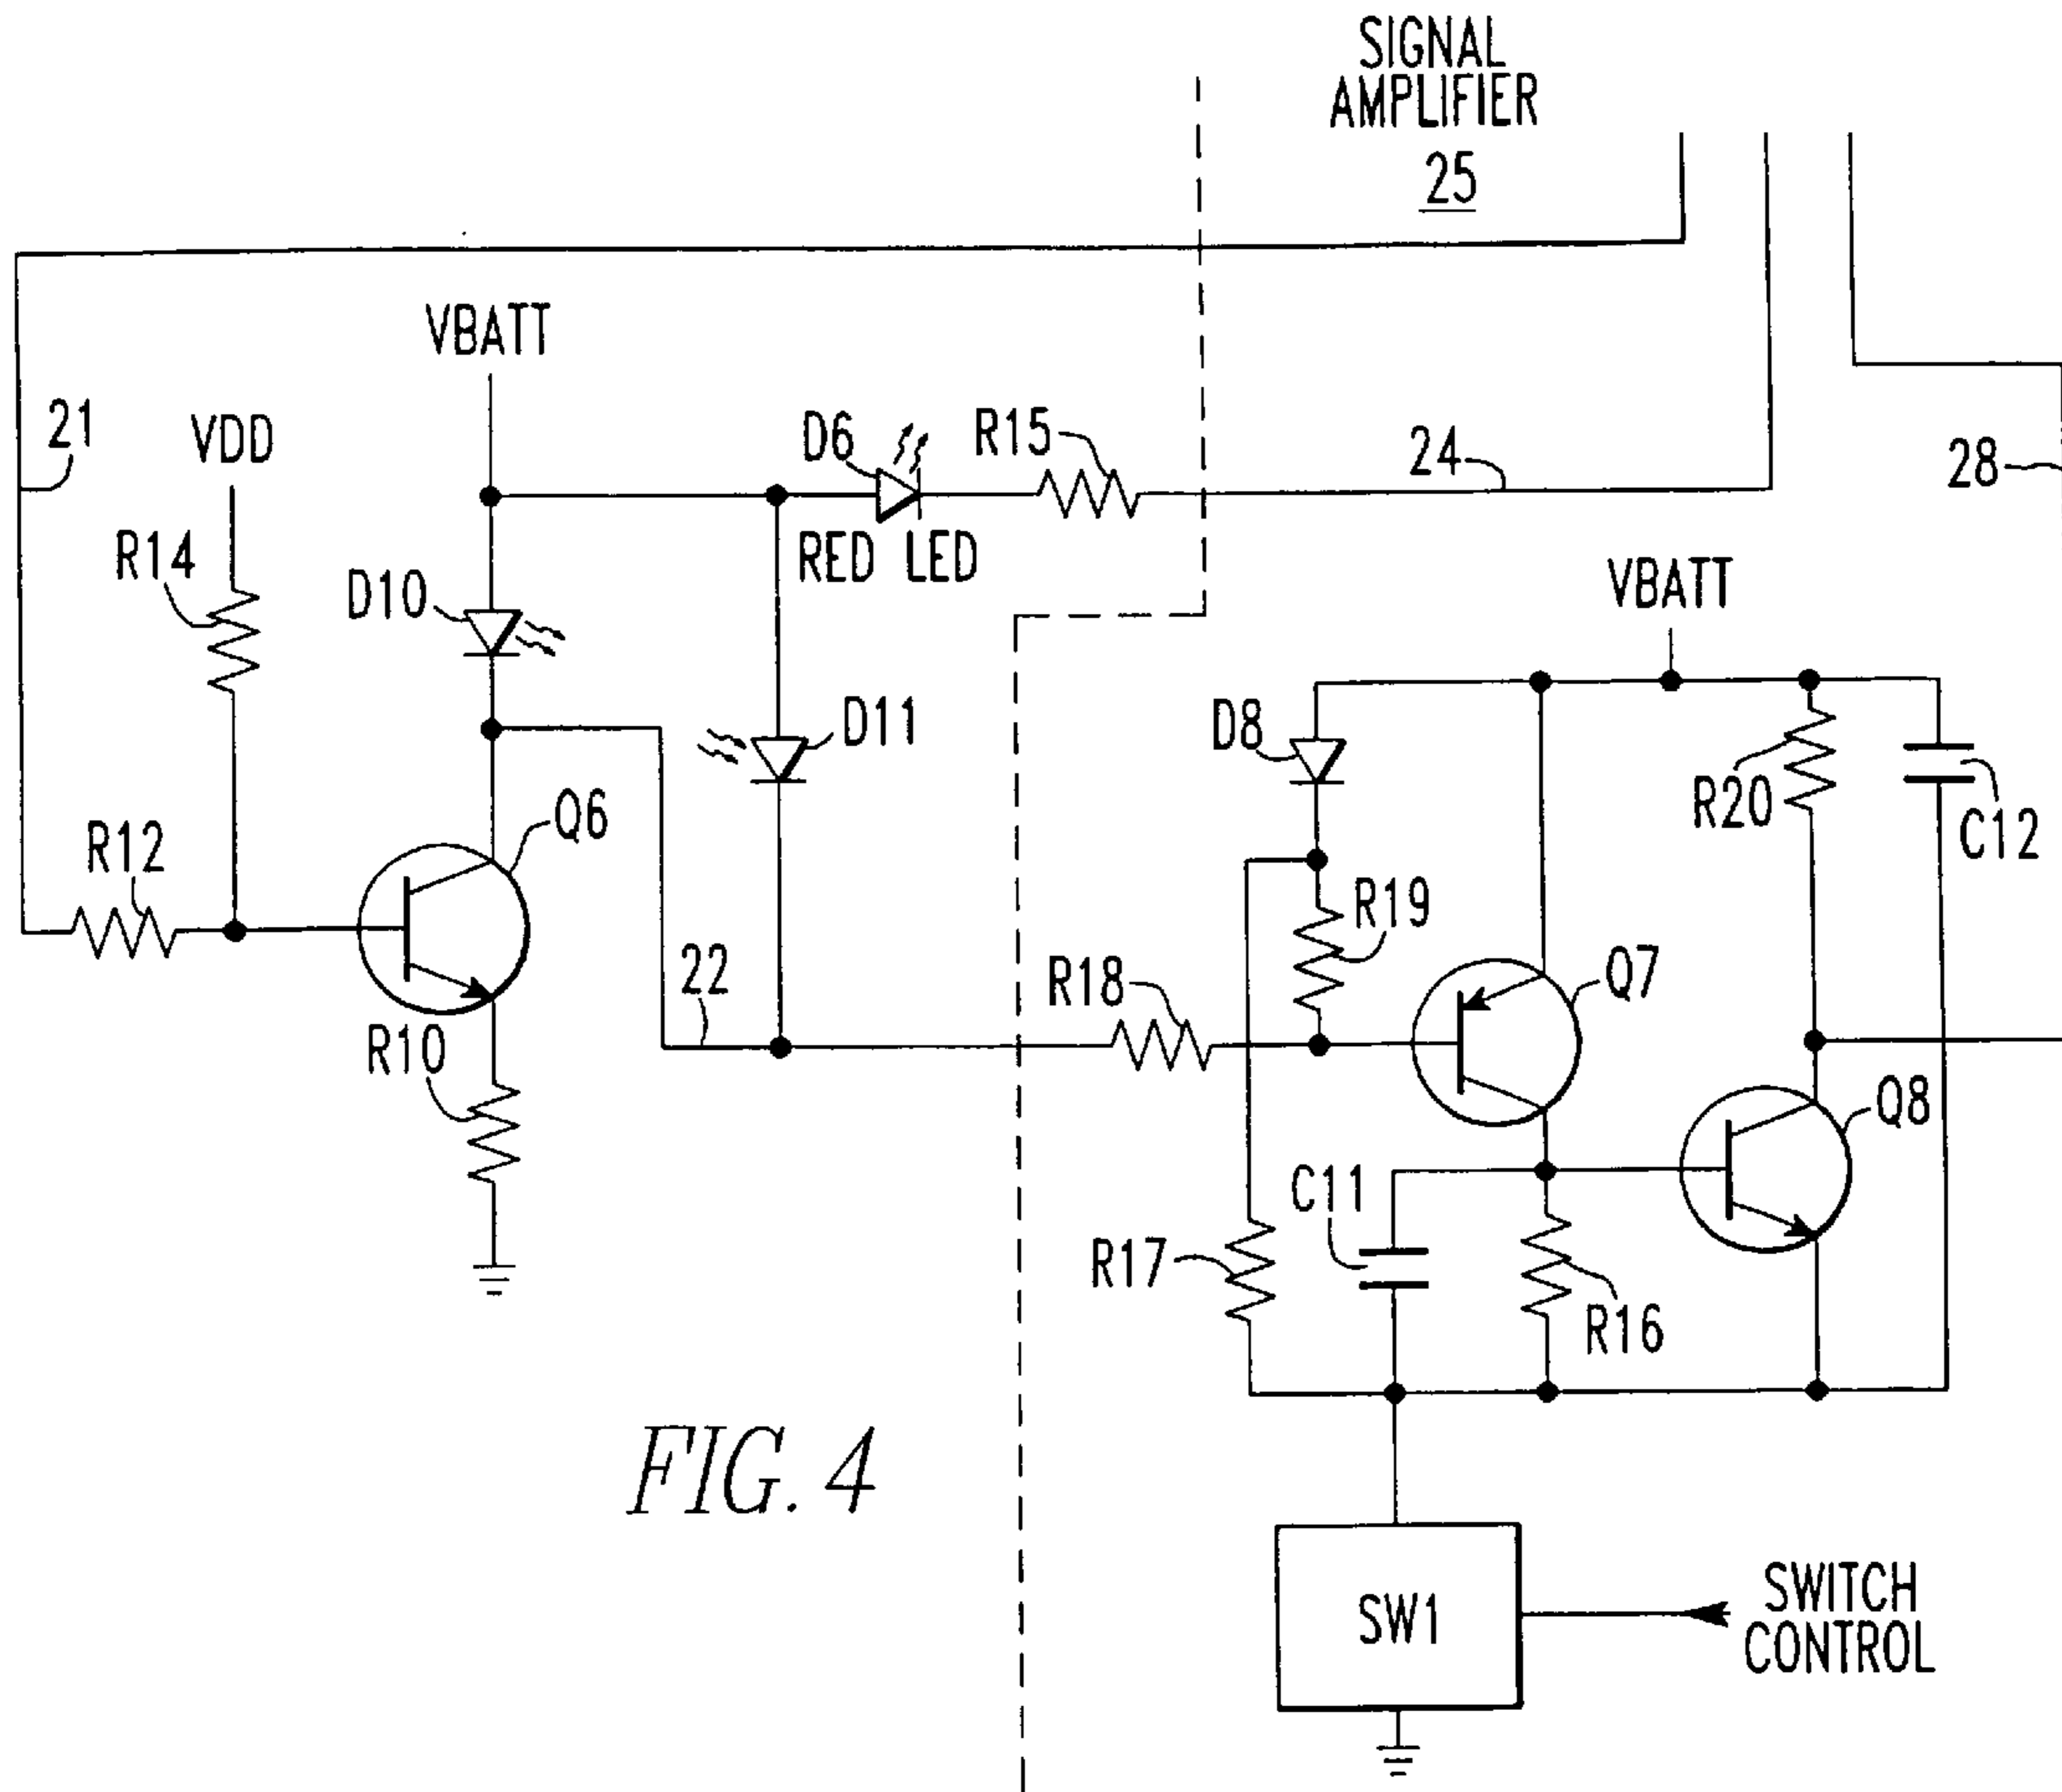 SIGNAL
AMPLIFIER
25
VBATT
21
VDD
D6
R15
24
28
RED LED
R14
D10
VBATT
D11
D8
R20
C12
R12
Q6
R19
22
R18
Q7
R10
Q8
C11
R17
R16
FIG. 4
SW1
SWITCH
CONTROL